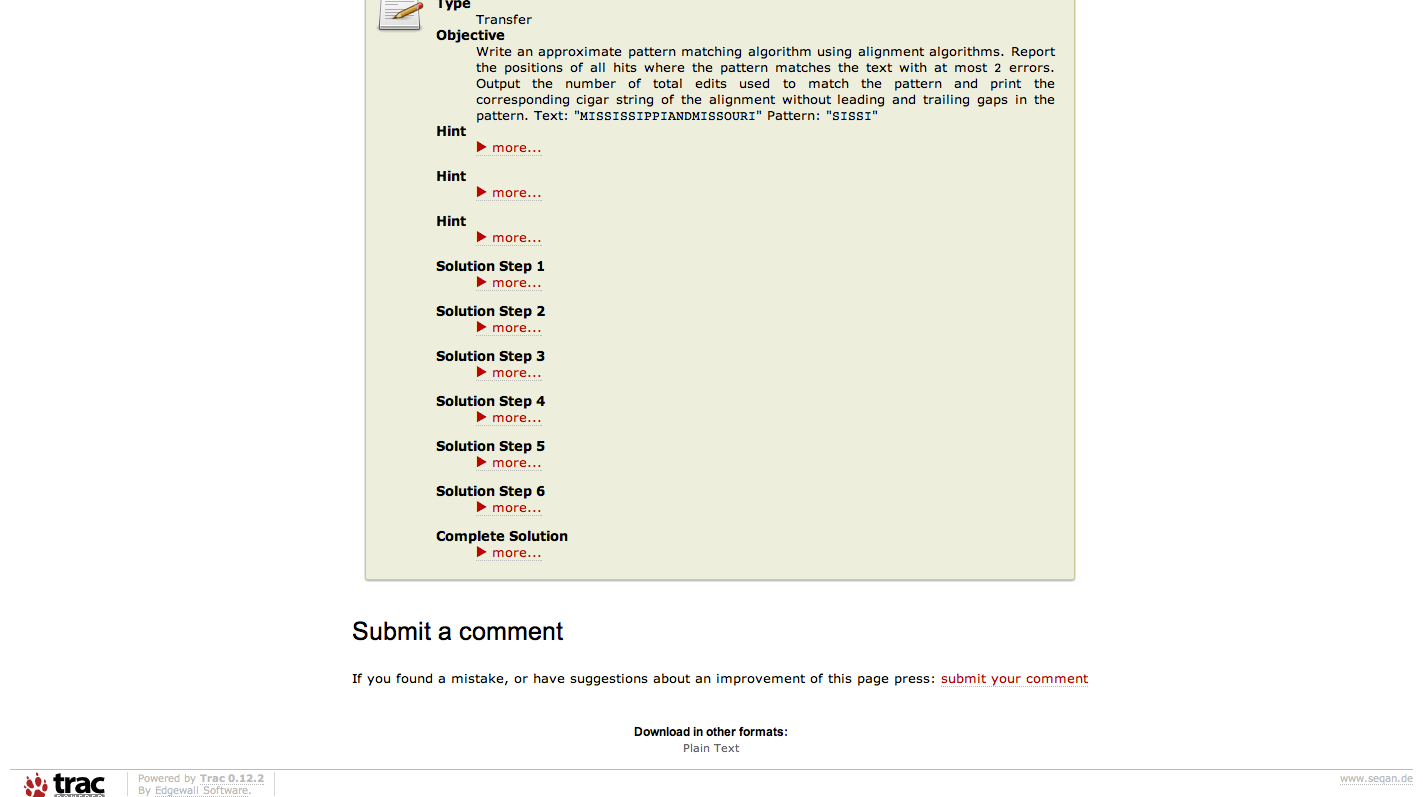 Type
Transfer
Objective
Write an approximate pattern matching algorithm using alignment algorithms. Report
the positions of all hits where the pattern matches the text with at most 2 errors.
Output the number of total edits used to match the pattern and print the
corresponding cigar string of the alignment without leading and trailing gaps in the
pattern. Text: "MISSISSIPPIANDMISSOURI" Pattern: "SISSI"
Hint
▶ more...
Hint
▶ more...
Hint
▶ more...
Solution Step 1
▶ more...
Solution Step 2
▶ more...
Solution Step 3
▶ more...
Solution Step 4
▶ more...
Solution Step 5
▶ more...
Solution Step 6
▶ more...
Complete Solution
▶ more...
Submit a comment
If you found a mistake, or have suggestions about an improvement of this page press: submit your comment
Download in other formats:
Plain Text
trac
Powered by Trac 0.12.2
By Edgewall Software.
www.seqan.de